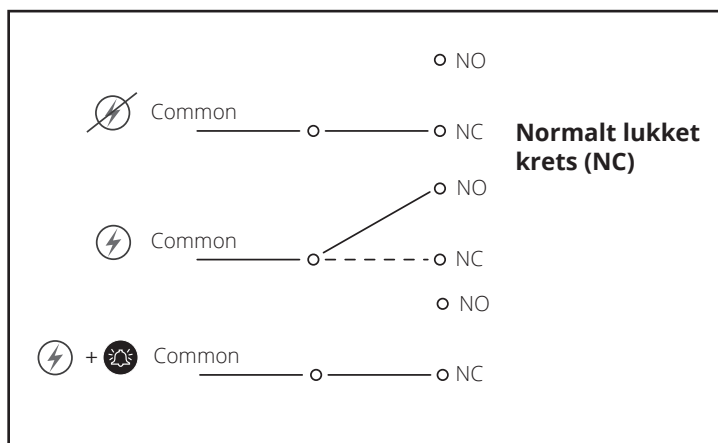 NO
Common
NC
Normalt lukket
krets (NC)
NO
Common
NC
NO
+
Common
NC